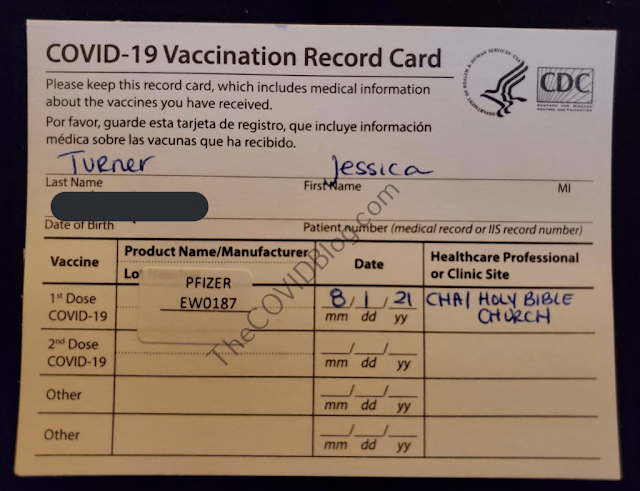 COVID-19 Vaccination Record Card
Please keep this record card, which includes medical information
about the vaccines you have received.
Por favor, guarde esta tarjeta de registro, que incluye información
médica sobre las vacunas que ha recibido.
CDC
Turner Jessica
Last Name First Name MI
Date of Birth Patient number (medical record or IIS record number)
Vaccine Product Name/Manufacturer Date Healthcare Professional
or Clinic Site
Lo
PFIZER
EW0187
1st Dose
COVID-19
8/1/21
mm dd yy
CHA/ HOLY BIBLE
CHURCH
2nd Dose
COVID-19
/ /
mm dd yy
Other
/ /
mm dd yy
Other
/ /
mm dd yy
TheCOVIDBlog.com